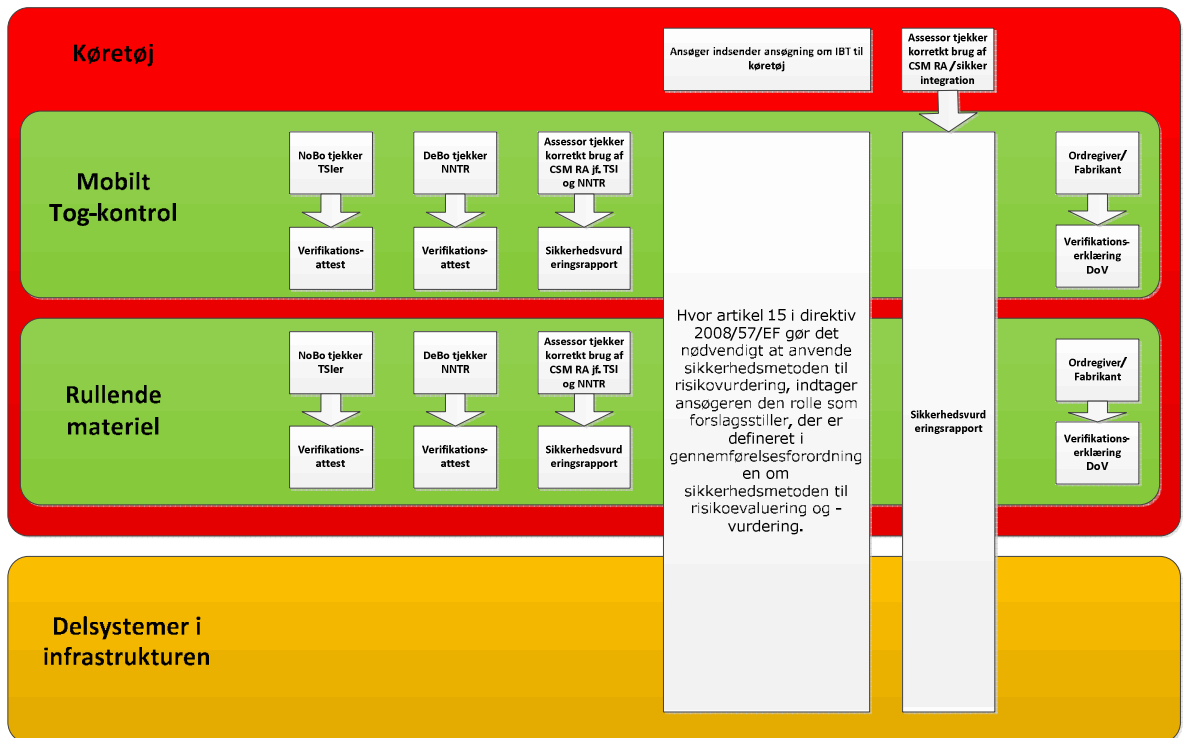 Køretøj
Ansøger indsender ansøgning om IBT til
køretøj
Assessor tjekker
korretkt brug af
CSM RA / sikker
integration
Mobilt
Tog-kontrol
NoBo tjekker
TSIer
DeBo tjekker
NNTR
Assessor tjekker
korretkt brug af
CSM RA jf. TSI
og NNTR
Ordregiver/
Fabrikant
Verifikations-
attest
Verifikations-
attest
Sikkerhedsvurd
eringsrapport
Verifikations-
erklæring
DoV
Hvor artikel 15 i direktiv
2008/57/EF gør det
nødvendigt at anvende
sikkerhedsmetoden til
risikovurdering, indtager
ansøgeren den rolle som
forslagsstiller, der er
defineret i
gennemførelsesforordning
en om
sikkerhedsmetoden til
risikoevaluering og -
vurdering.
Sikkerhedsvurd
eringsrapport
Rullende
materiel
NoBo tjekker
TSIer
DeBo tjekker
NNTR
Assessor tjekker
korretkt brug af
CSM RA jf. TSI
og NNTR
Ordregiver/
Fabrikant
Verifikations-
attest
Verifikations-
attest
Sikkerhedsvurd
eringsrapport
Verifikations-
erklæring
DoV
Delsystemer i
infrastrukturen